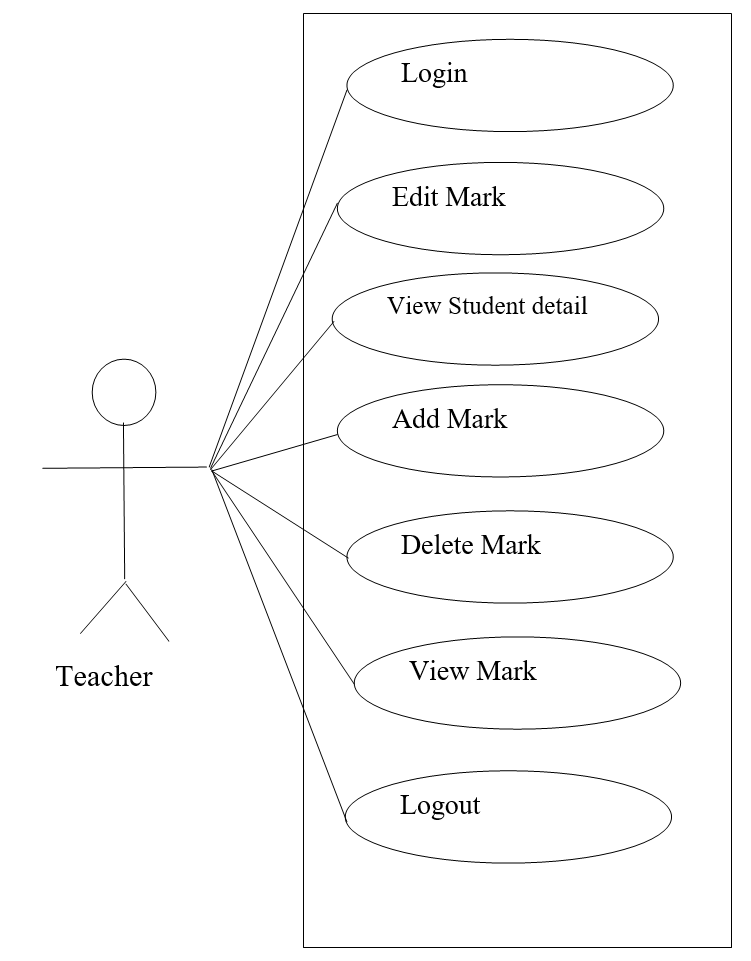 Login
Edit Mark
View Student detail
Add Mark
Delete Mark
View Mark
Teacher
Logout